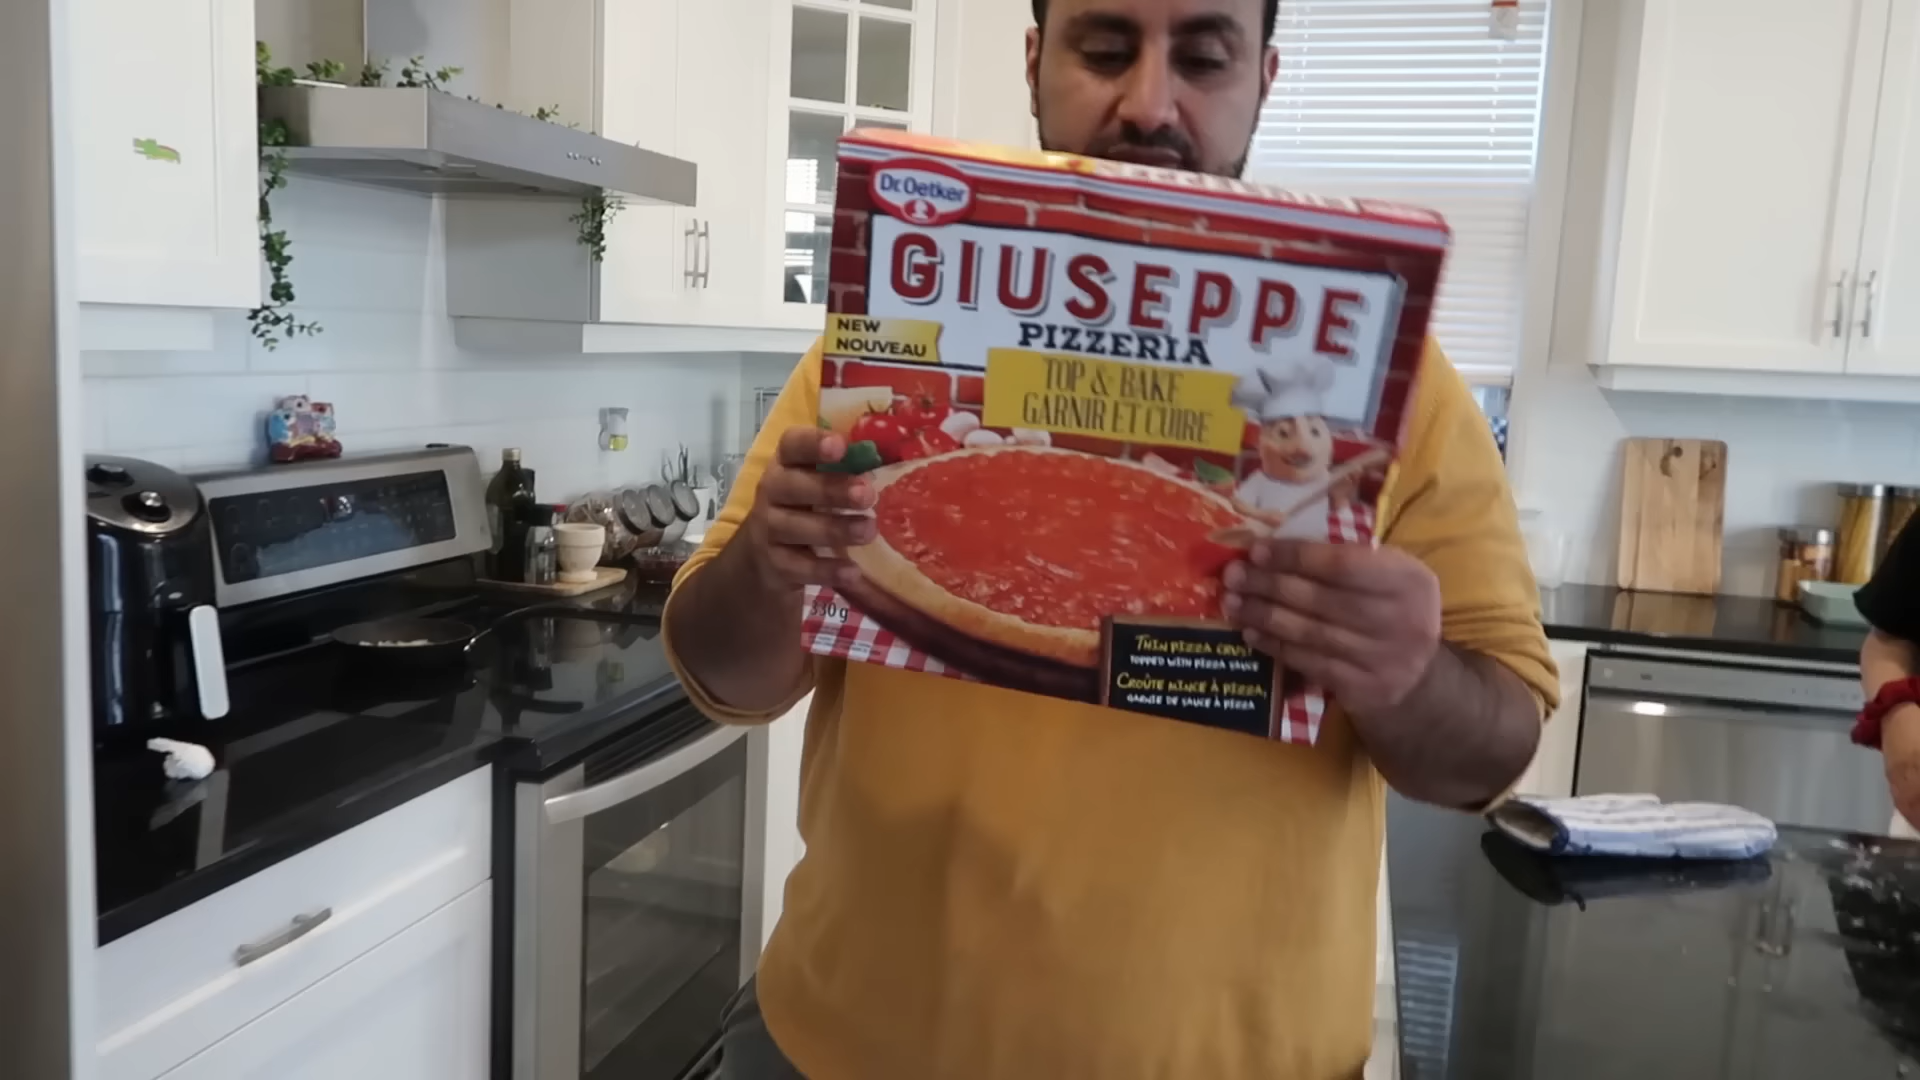 Dr. Oetker
GIUSEPPE
PIZZERIA
NEW
NOUVEAU
TOP & BAKE
GARNIR ET CUIRE
330 g
THIN PIZZA CRUST
TOPPED WITH PIZZA SAUCE
CROÛTE MINCE À PIZZA,
GARNIE DE SAUCE À PIZZA